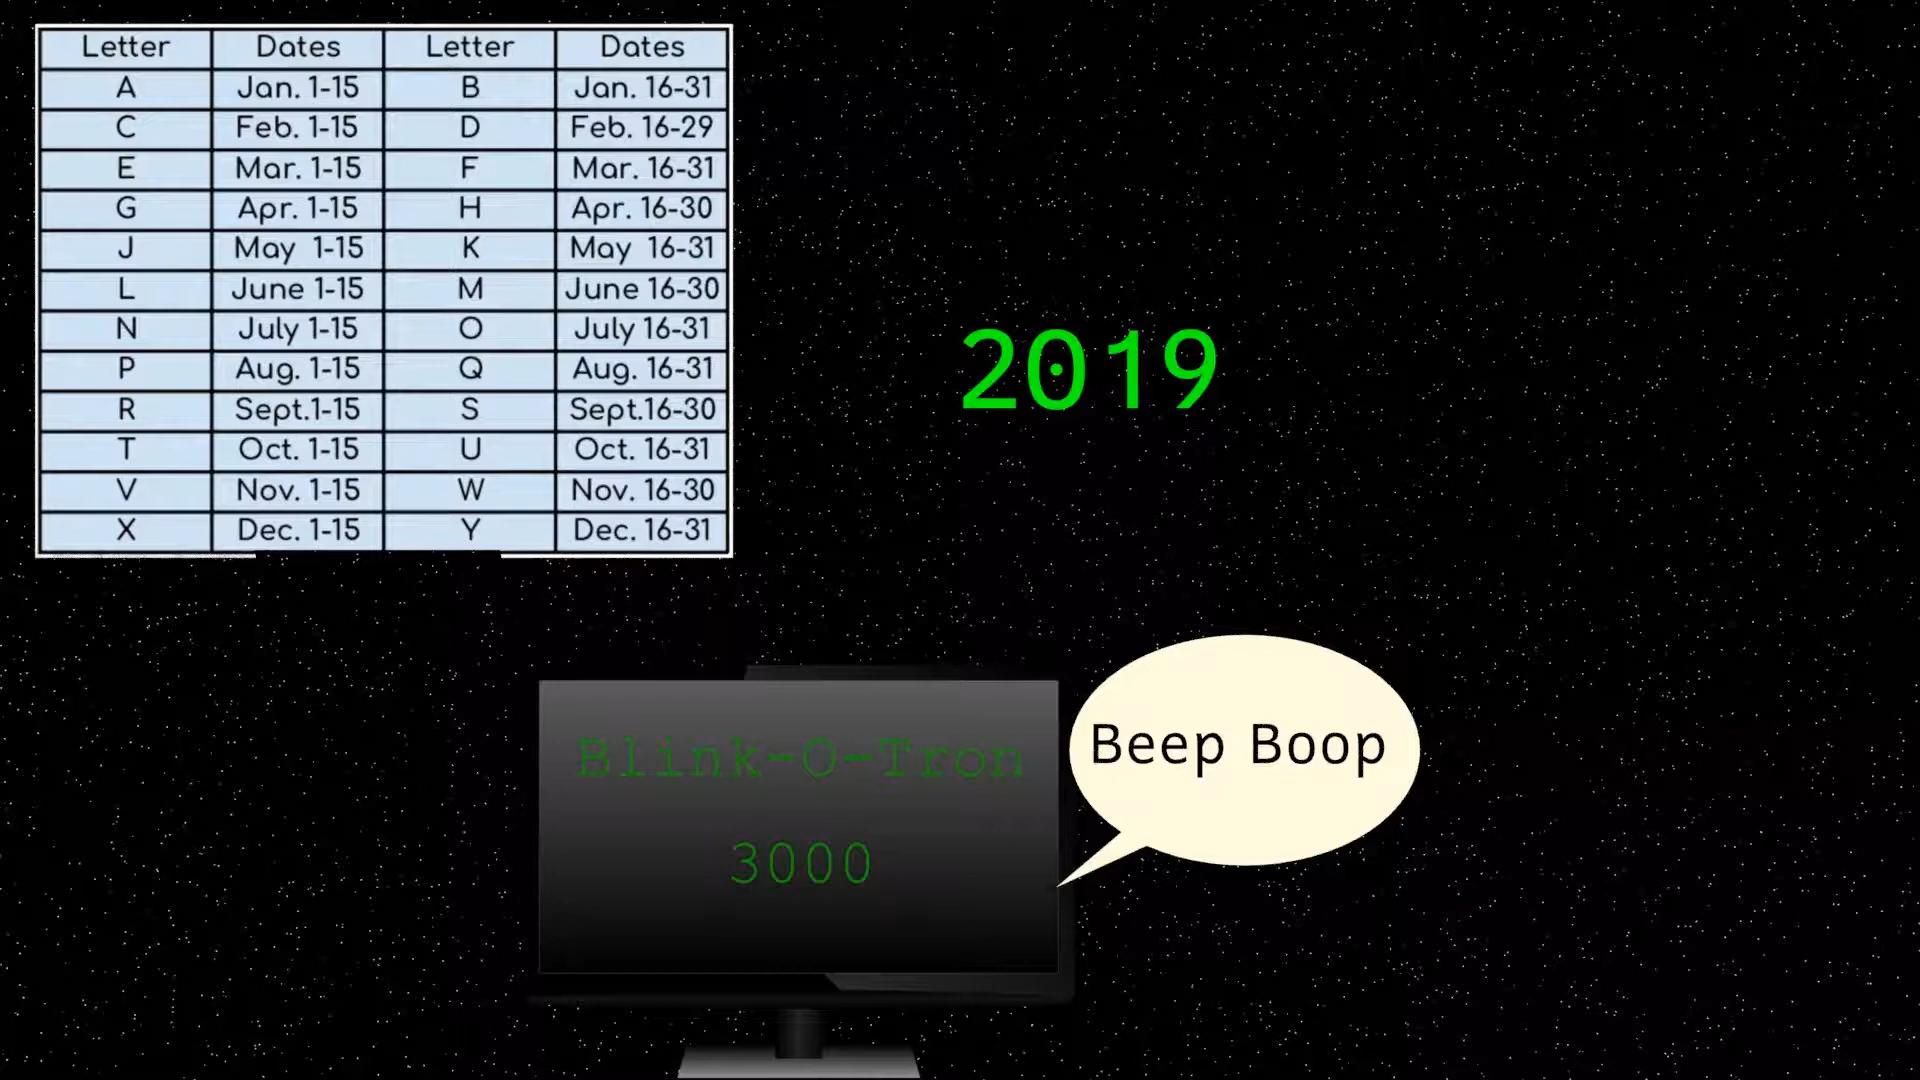 Letter Dates Letter Dates
A Jan. 1-15 B Jan. 16-31
C Feb. 1-15 D Feb. 16-29
E Mar. 1-15 F Mar. 16-31
G Apr. 1-15 H Apr. 16-30
J May 1-15 K May 16-31
L June 1-15 M June 16-30
N July 1-15 O July 16-31
P Aug. 1-15 Q Aug. 16-31
R Sept.1-15 S Sept.16-30
T Oct. 1-15 U Oct. 16-31
V Nov. 1-15 W Nov. 16-30
X Dec. 1-15 Y Dec. 16-31
2019
Beep Boop
Blink-O-Tron
3000